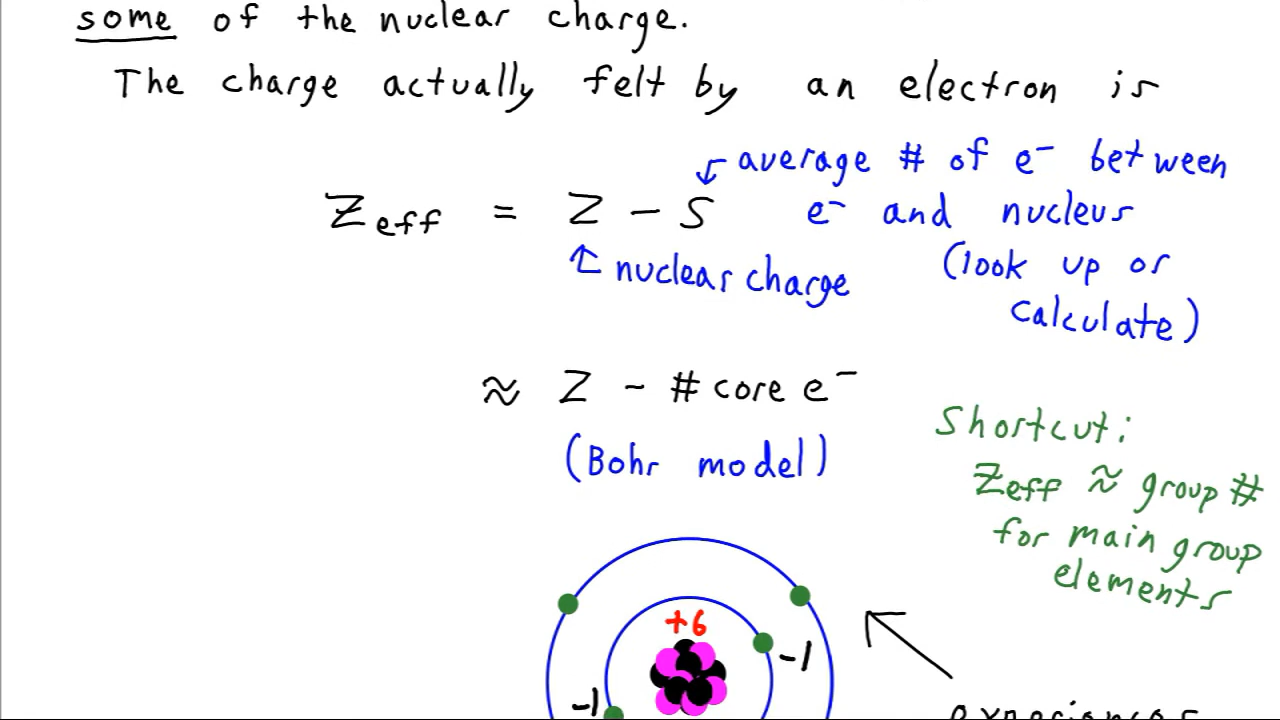 some of the nuclear charge.
The charge actually felt by an electron is
average # of e⁻ between
Zeff = Z - S e⁻ and nucleus
nuclear charge (look up or
calculate)
≈ Z - # core e⁻
(Bohr model)
Shortcut:
Zeff ≈ group #
for main group
elements
+6
-1
-1
experiences